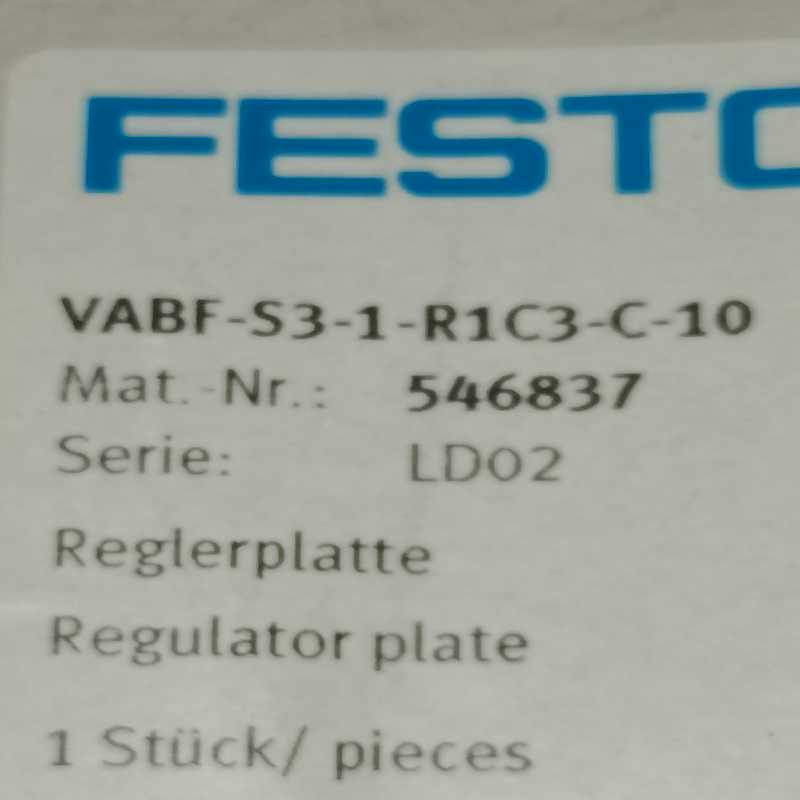 FESTO
VABF-S3-1-R1C3-C-10
Mat.-Nr.: 546837
Serie: LD02
Reglerplatte
Regulator plate
1 Stück/ pieces